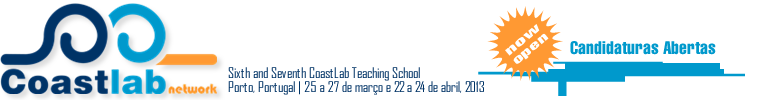 Coastlab network
Sixth and Seventh CoastLab Teaching School
Porto, Portugal | 25 a 27 de março e 22 a 24 de abril, 2013
now
open
Candidaturas Abertas